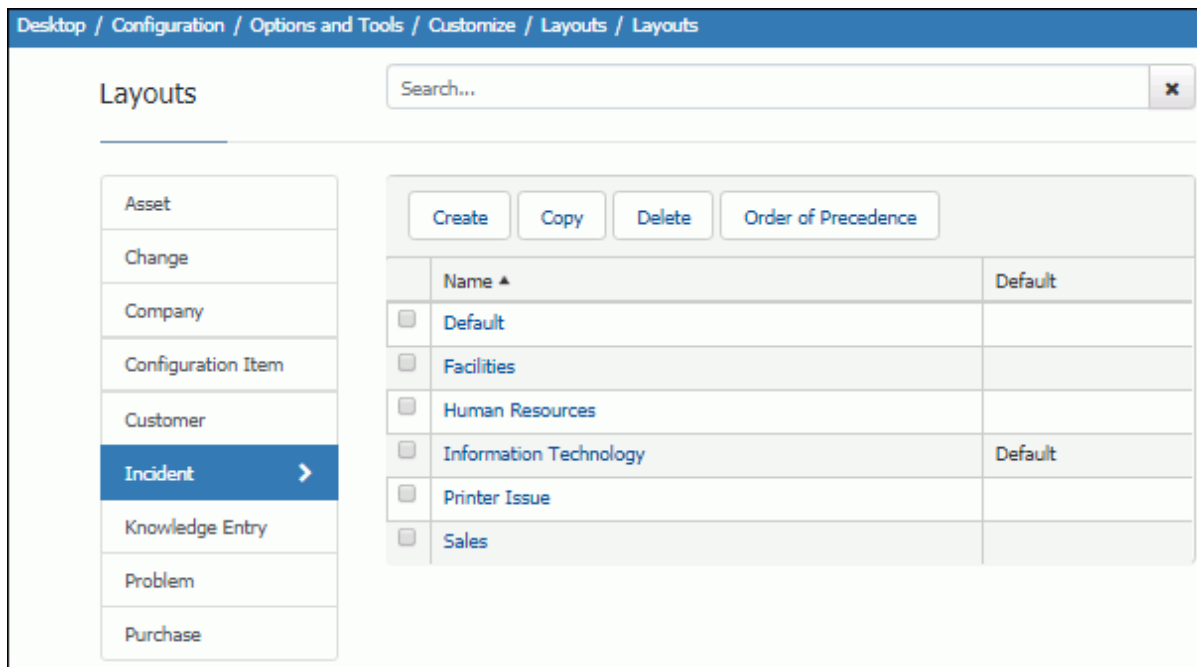 Desktop / Configuration / Options and Tools / Customize / Layouts / Layouts
Layouts
Search...
Asset
Change
Company
Configuration Item
Customer
Incident
Knowledge Entry
Problem
Purchase
Create Copy Delete Order of Precedence
Name Default
Default
Facilities
Human Resources
Information Technology Default
Printer Issue
Sales